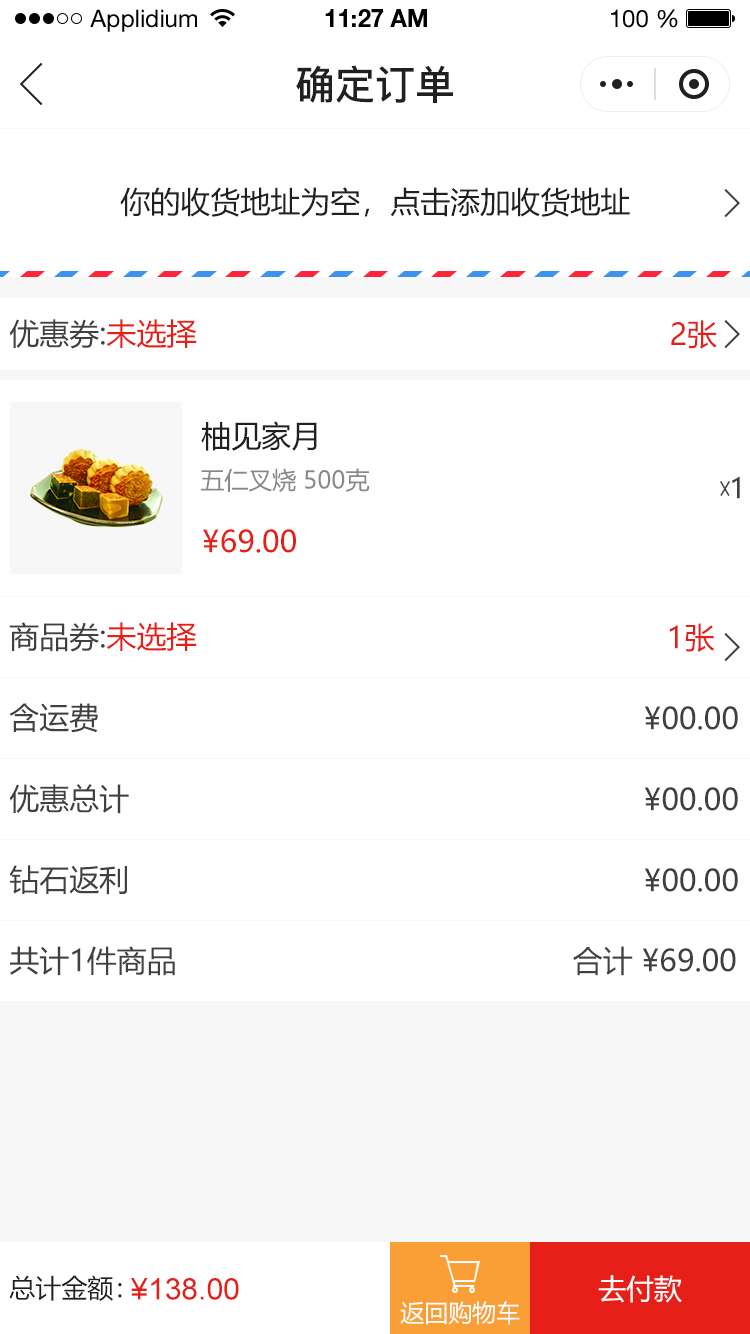 Applidium 11:27 AM 100 %
确定订单
你的收货地址为空，点击添加收货地址
优惠券:未选择 2张
柚见家月
五仁叉烧 500克
x1
¥69.00
商品券:未选择 1张
含运费 ¥00.00
优惠总计 ¥00.00
钻石返利 ¥00.00
共计1件商品 合计 ¥69.00
总计金额: ¥138.00
返回购物车
去付款